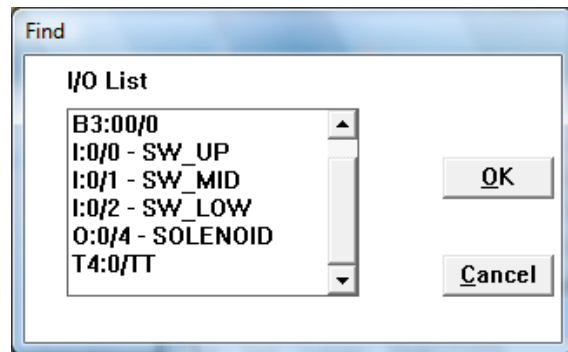 Find
I/O List
B3:00/0
I:0/0 - SW_UP
I:0/1 - SW_MID
I:0/2 - SW_LOW
O:0/4 - SOLENOID
T4:0/TT
OK
Cancel